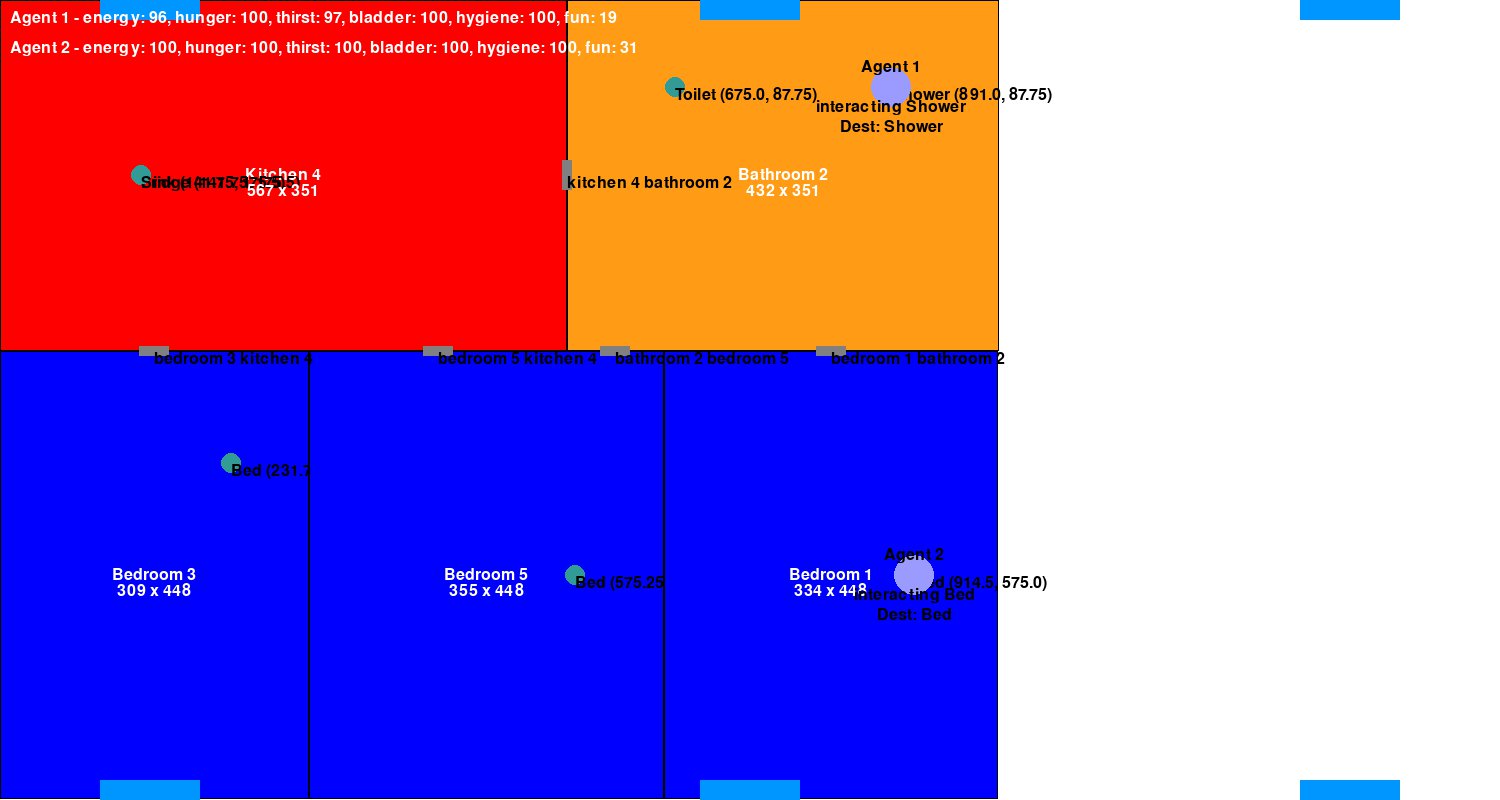 Agent 1 - energy: 96, hunger: 100, thirst: 97, bladder: 100, hygiene: 100, fun: 19
Agent 2 - energy: 100, hunger: 100, thirst: 100, bladder: 100, hygiene: 100, fun: 31
Agent 1
Toilet (675.0, 87.75)
(891.0, 87.75)
interacting Shower
Dest: Shower
Kitchen 4
567 x 351
kitchen 4 bathroom 2
Bathroom 2
432 x 351
bedroom 3 kitchen 4
bedroom 5 kitchen 4
bathroom 2 bedroom 5
bedroom 1 bathroom 2
Bed (231.7
Agent 2
Bedroom 3
309 x 448
Bedroom 5
355 x 448
Bed (575.25
Bedroom 1
334 x 448
(914.5, 575.0)
interacting Bed
Dest: Bed